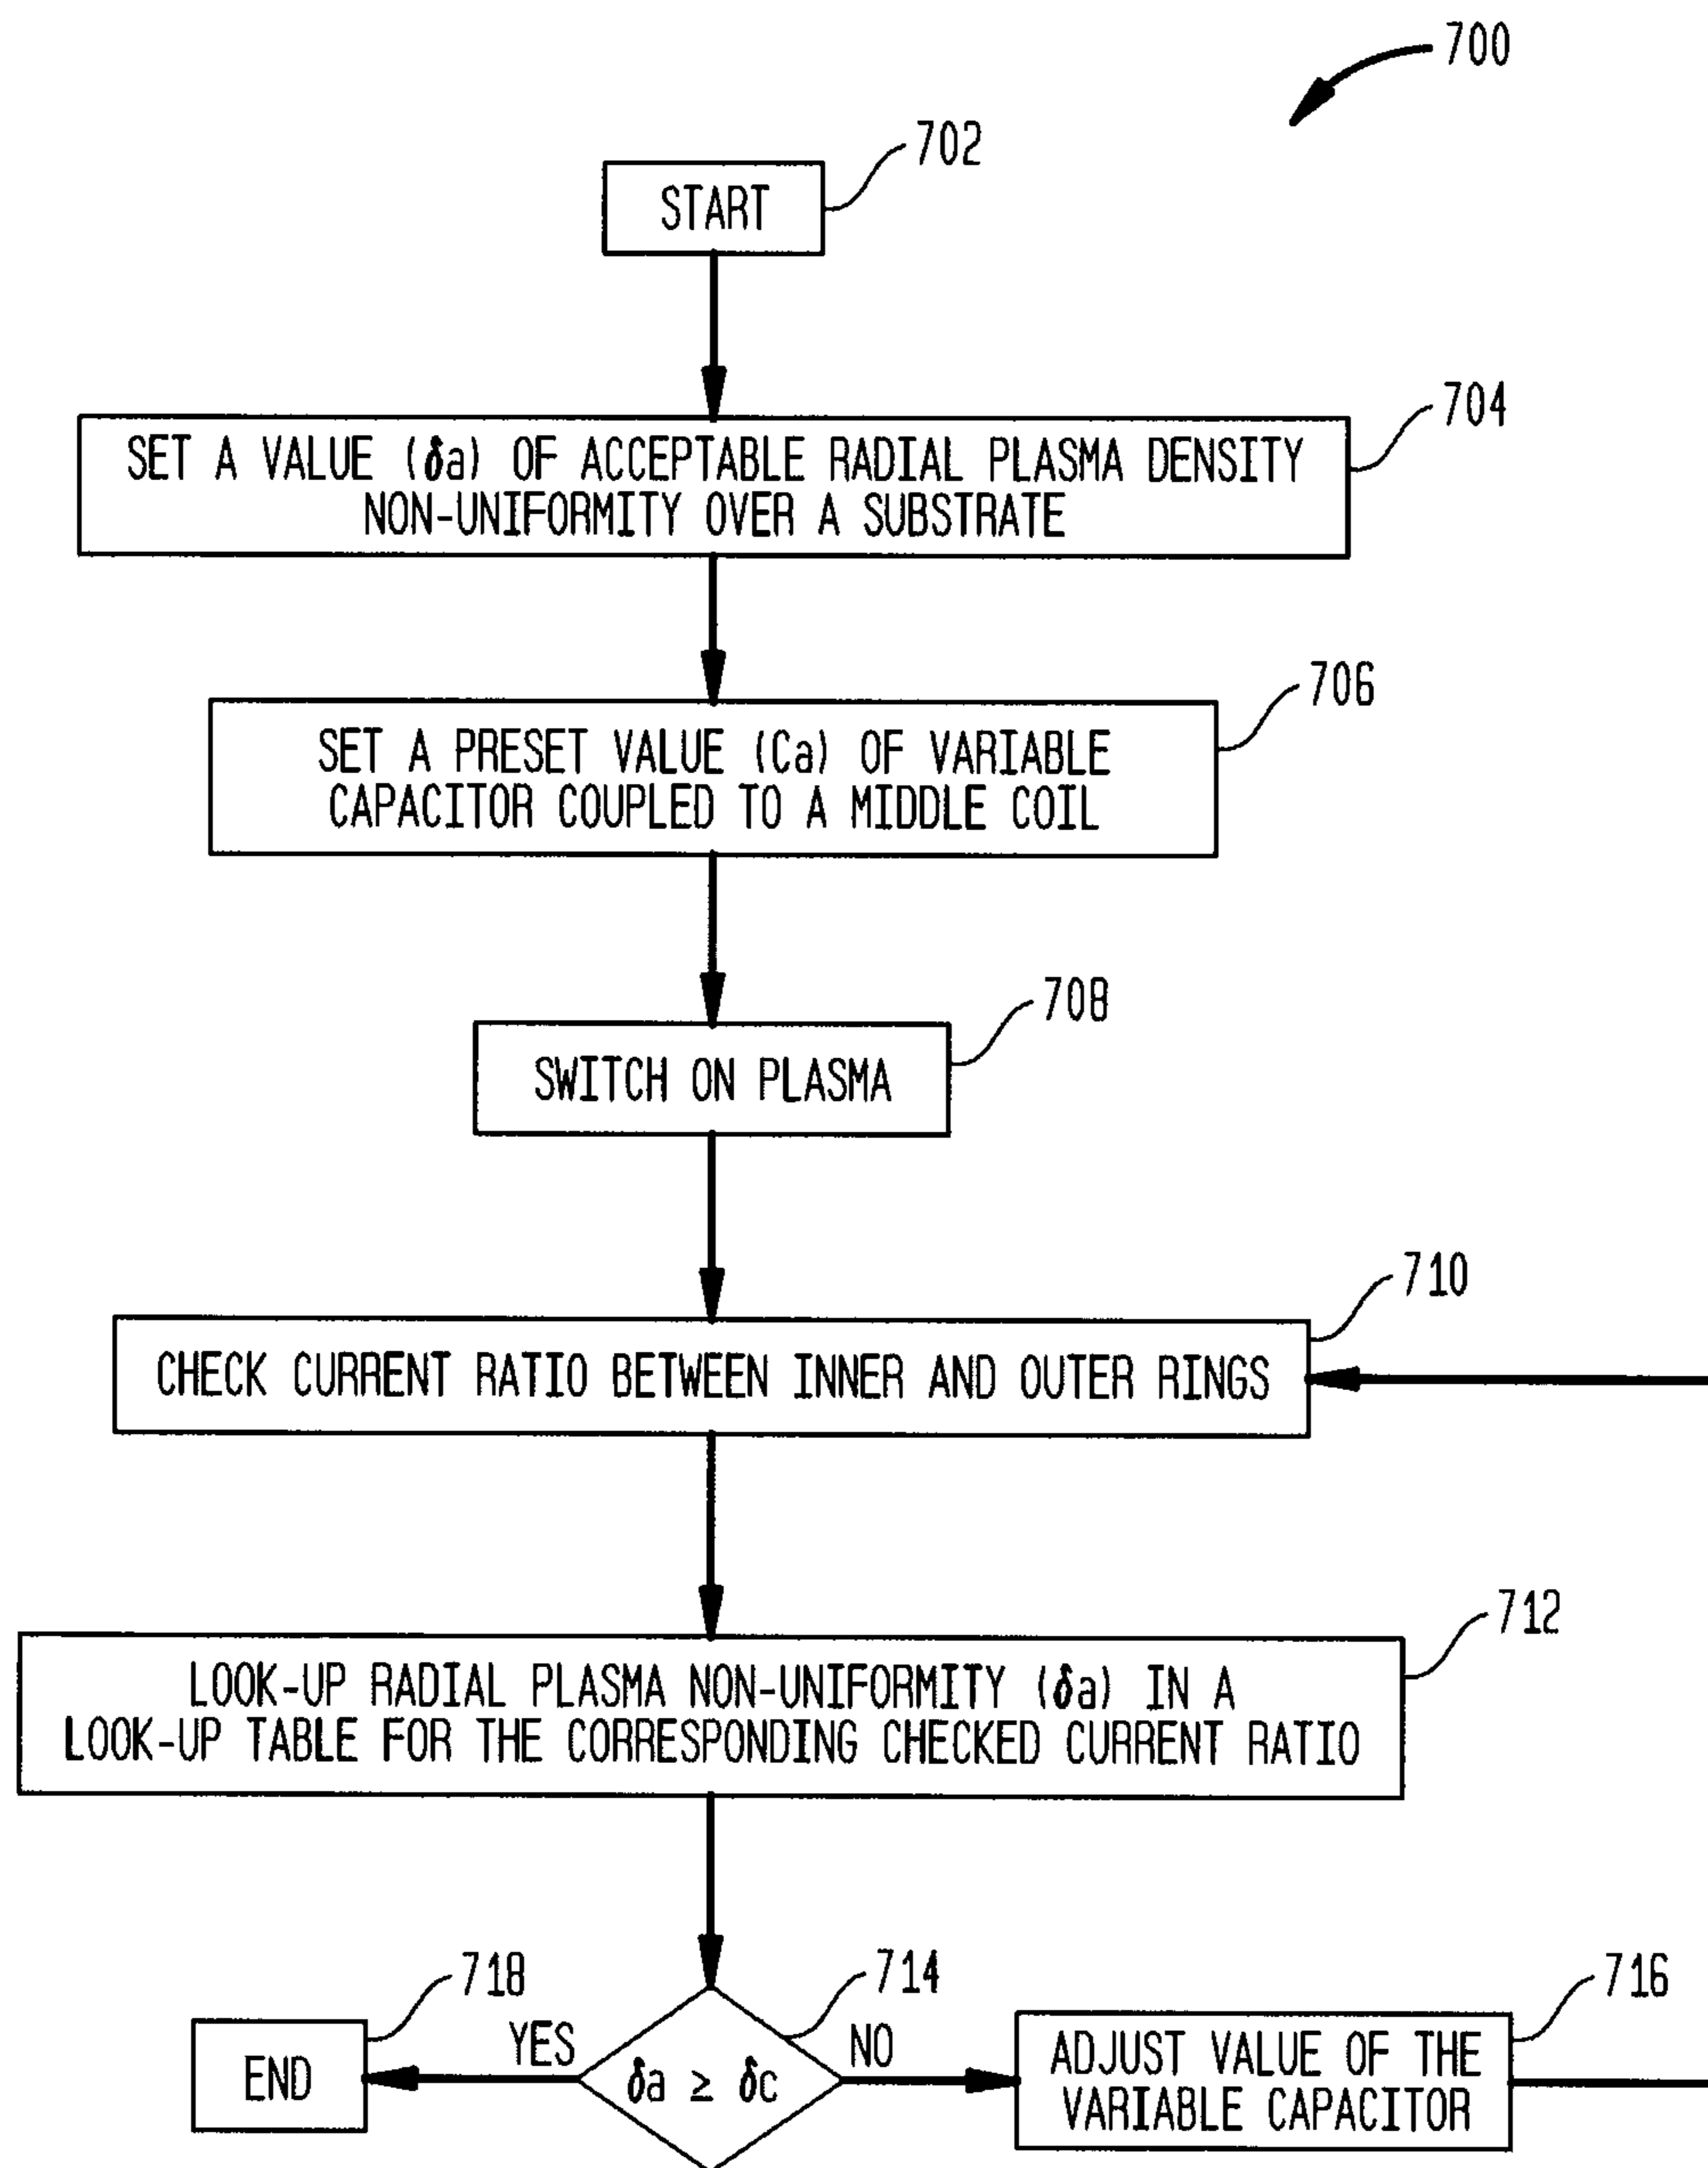 700
702
START
704
SET A VALUE (δa) OF ACCEPTABLE RADIAL PLASMA DENSITY
NON-UNIFORMITY OVER A SUBSTRATE
706
SET A PRESET VALUE (Ca) OF VARIABLE
CAPACITOR COUPLED TO A MIDDLE COIL
708
SWITCH ON PLASMA
710
CHECK CURRENT RATIO BETWEEN INNER AND OUTER RINGS
712
LOOK-UP RADIAL PLASMA NON-UNIFORMITY (δa) IN A
LOOK-UP TABLE FOR THE CORRESPONDING CHECKED CURRENT RATIO
718
714
716
END
YES
δa ≥ δc
NO
ADJUST VALUE OF THE
VARIABLE CAPACITOR